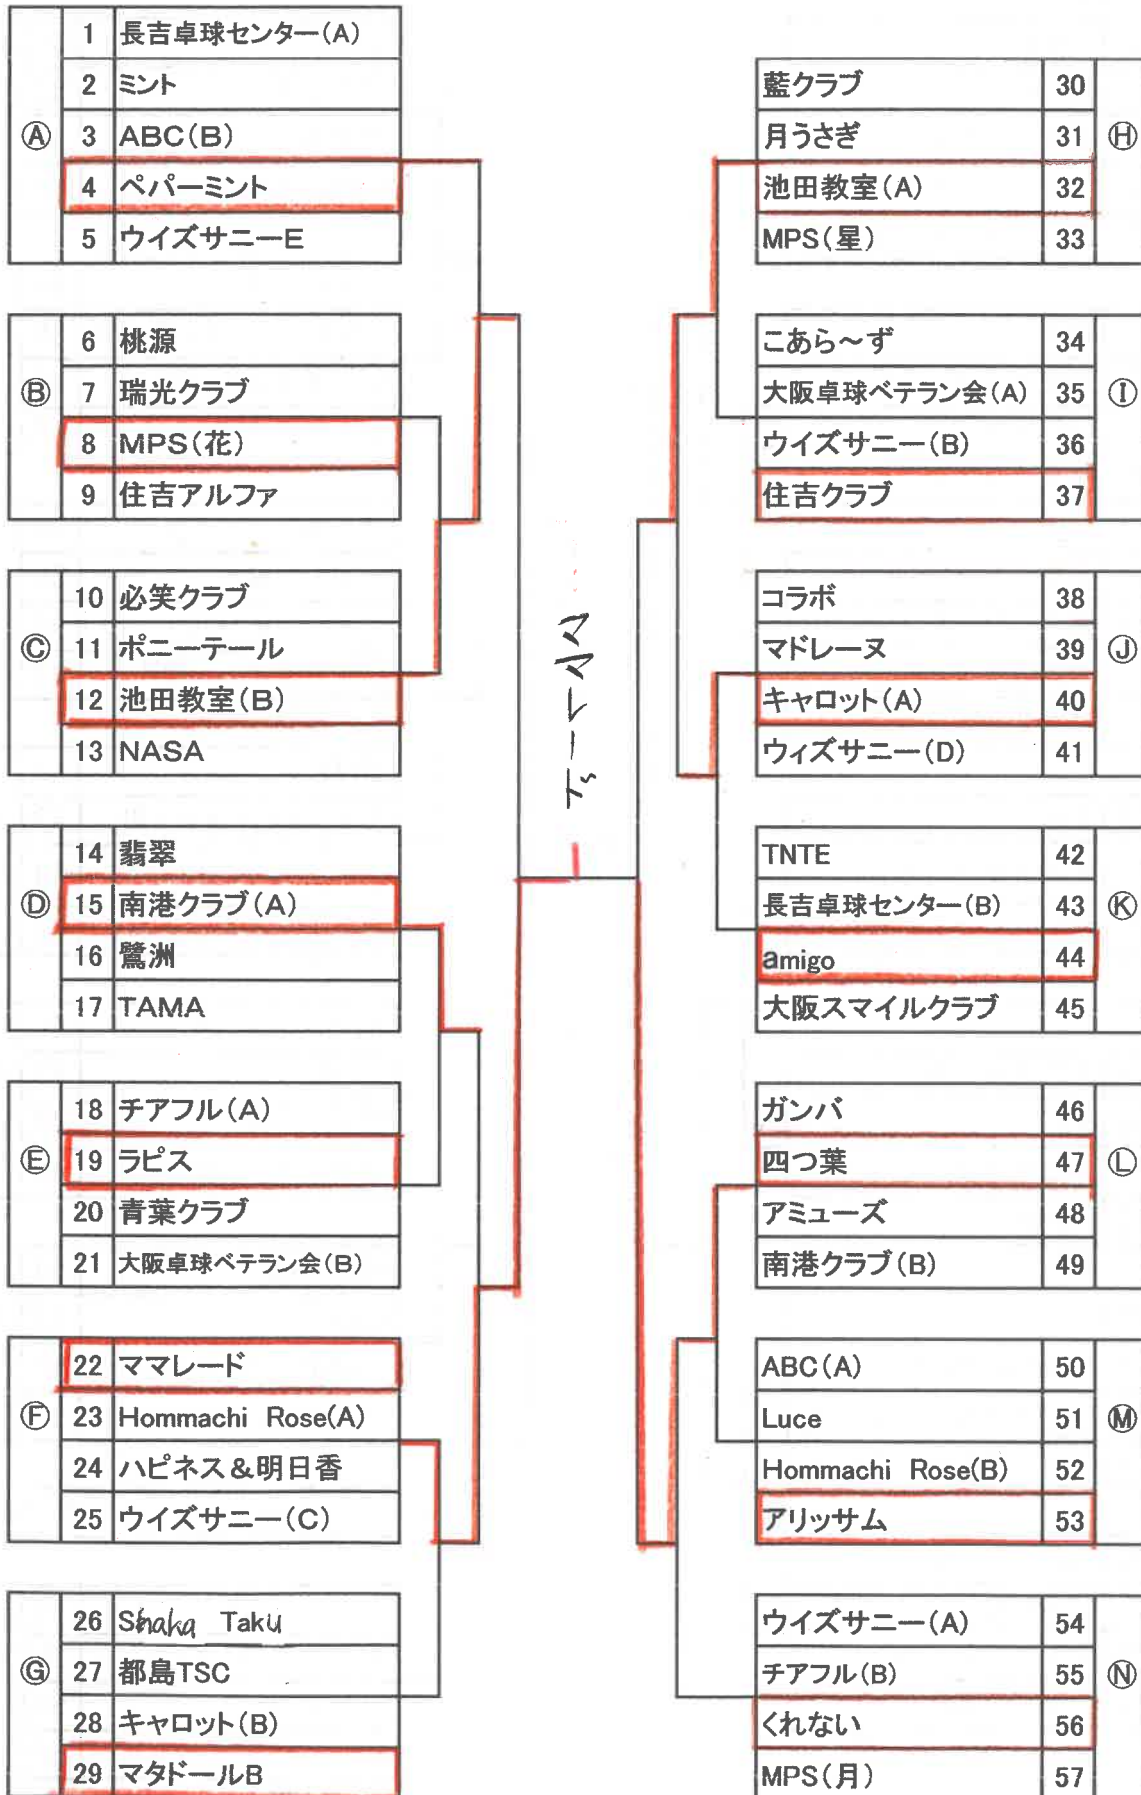 Ⓐ
1 長吉卓球センター(A)
2 ミント
3 ABC(B)
4 ペパーミント
5 ウイズサニーE
Ⓑ
6 桃源
7 瑞光クラブ
8 MPS(花)
9 住吉アルファ
Ⓒ
10 必笑クラブ
11 ポニーテール
12 池田教室(B)
13 NASA
Ⓓ
14 翡翠
15 南港クラブ(A)
16 鷺洲
17 TAMA
Ⓔ
18 チアフル(A)
19 ラピス
20 青葉クラブ
21 大阪卓球ベテラン会(B)
Ⓕ
22 ママレード
23 Hommachi Rose(A)
24 ハピネス&明日香
25 ウイズサニー(C)
Ⓖ
26 Shaka Taku
27 都島TSC
28 キャロット(B)
29 マタドールB
ママレード
藍クラブ 30
月うさぎ 31
池田教室(A) 32
MPS(星) 33
Ⓗ
こあら～ず 34
大阪卓球ベテラン会(A) 35
ウイズサニー(B) 36
住吉クラブ 37
Ⓘ
コラボ 38
マドレーヌ 39
キャロット(A) 40
ウィズサニー(D) 41
Ⓙ
TNTE 42
長吉卓球センター(B) 43
amigo 44
大阪スマイルクラブ 45
Ⓚ
ガンバ 46
四つ葉 47
アミューズ 48
南港クラブ(B) 49
Ⓛ
ABC(A) 50
Luce 51
Hommachi Rose(B) 52
アリッサム 53
Ⓜ
ウイズサニー(A) 54
チアフル(B) 55
くれない 56
MPS(月) 57
Ⓝ